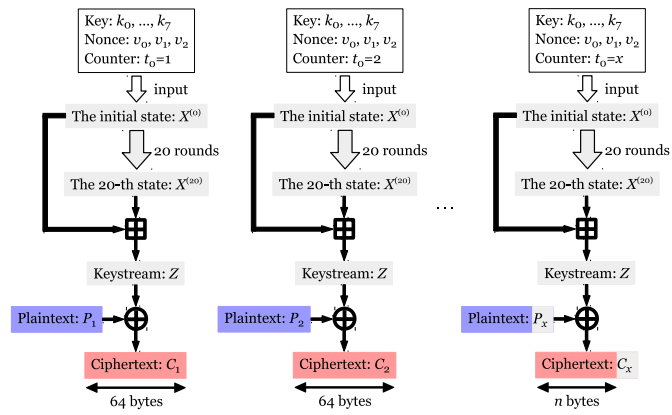 Key: k₀, ..., k₇
Nonce: v₀, v₁, v₂
Counter: t₀=1
input
The initial state: X⁽⁰⁾
20 rounds
The 20-th state: X⁽²⁰⁾
Keystream: Z
Plaintext: P₁
Ciphertext: C₁
64 bytes
Key: k₀, ..., k₇
Nonce: v₀, v₁, v₂
Counter: t₀=2
input
The initial state: X⁽⁰⁾
20 rounds
The 20-th state: X⁽²⁰⁾
Keystream: Z
Plaintext: P₂
Ciphertext: C₂
64 bytes
...
Key: k₀, ..., k₇
Nonce: v₀, v₁, v₂
Counter: t₀=x
input
The initial state: X⁽⁰⁾
20 rounds
The 20-th state: X⁽²⁰⁾
Keystream: Z
Plaintext: Pₓ
Ciphertext: Cₓ
n bytes